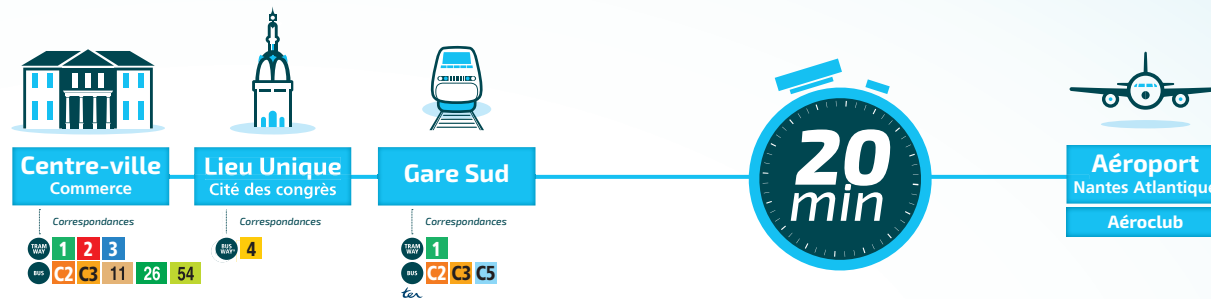 Centre-ville
Commerce
Correspondances
TRAM WAY 1 2 3
BUS C2 C3 11 26 54
Lieu Unique
Cité des congrès
Correspondances
BUS WAY® 4
Gare Sud
Correspondances
TRAM WAY 1
BUS C2 C3 C5
ter
20
min
Aéroport
Nantes Atlantique
Aéroclub